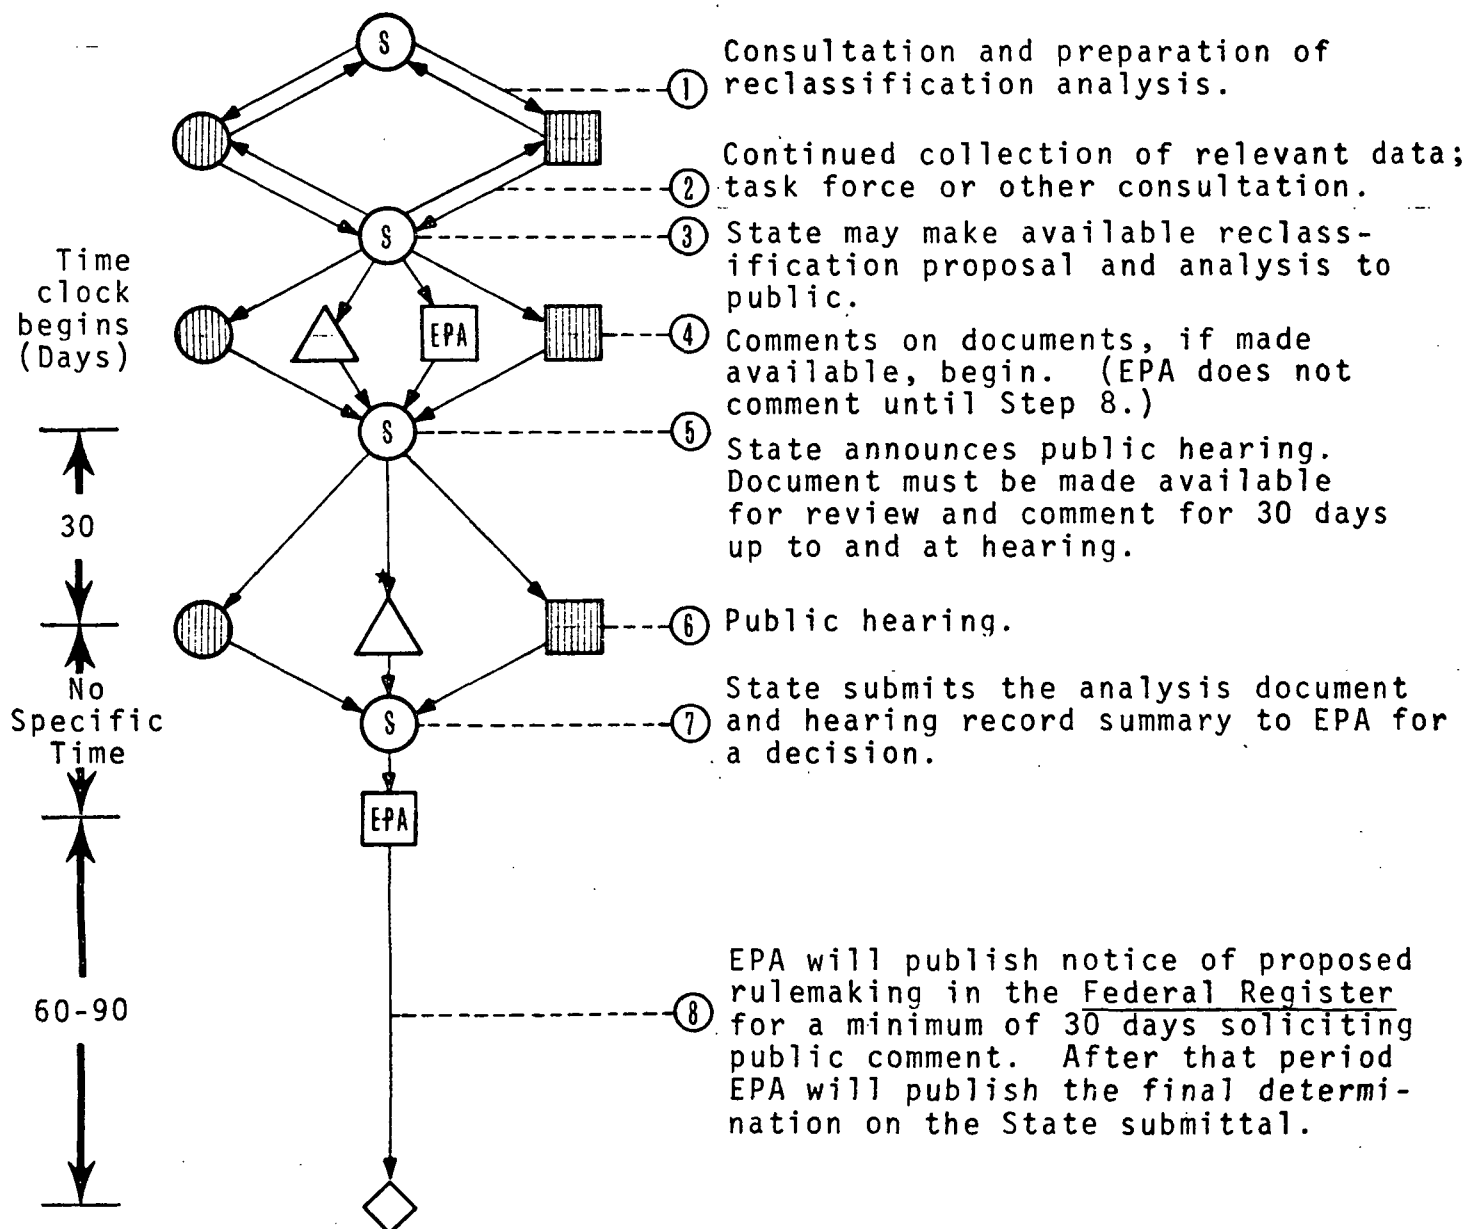 S
① Consultation and preparation of
reclassification analysis.
Continued collection of relevant data;
② task force or other consultation.
S
③ State may make available reclass-
ification proposal and analysis to
public.
Time
clock
begins
(Days)
EPA
④ Comments on documents, if made
available, begin. (EPA does not
comment until Step 8.)
S
⑤ State announces public hearing.
Document must be made available
for review and comment for 30 days
up to and at hearing.
30
⑥ Public hearing.
No
Specific
Time
S
State submits the analysis document
⑦ and hearing record summary to EPA for
a decision.
EPA
60-90
EPA will publish notice of proposed
⑧ rulemaking in the Federal Register
for a minimum of 30 days soliciting
public comment. After that period
EPA will publish the final determi-
nation on the State submittal.